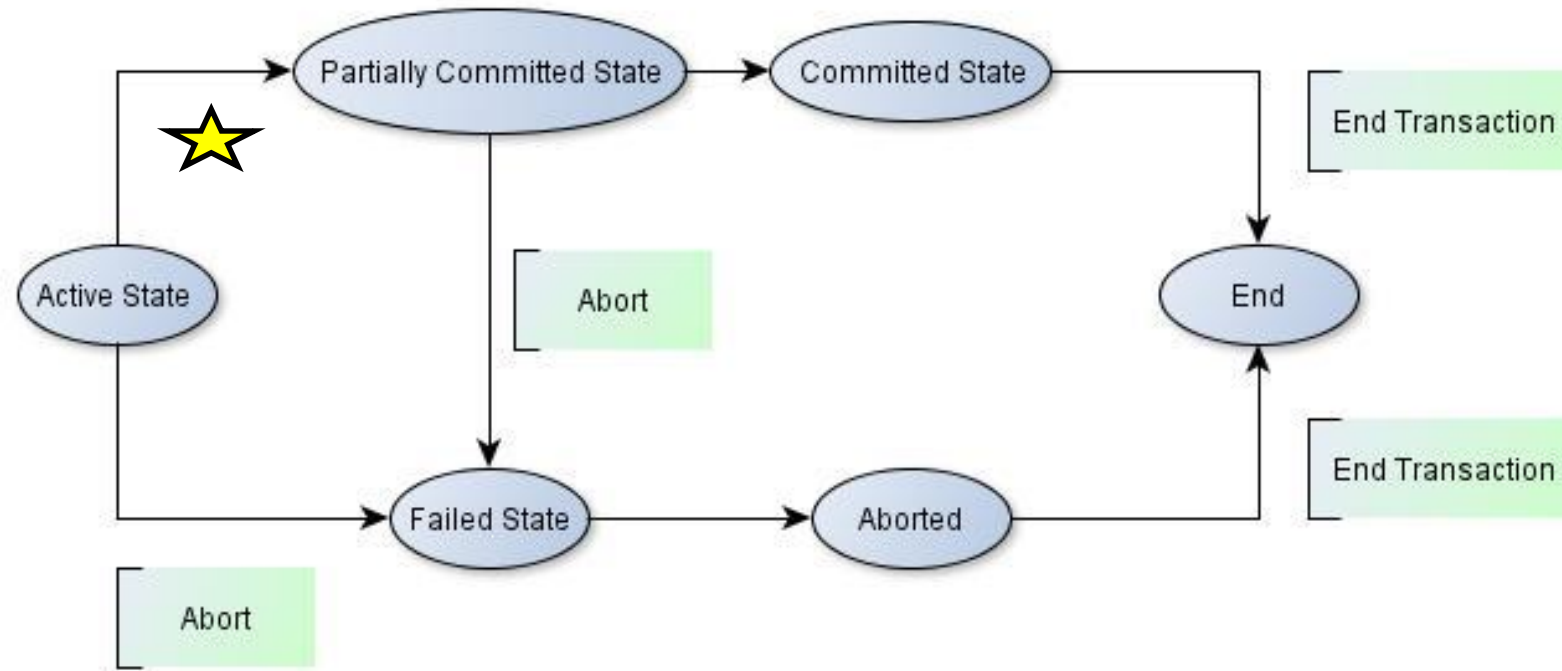 Partially Committed State
Committed State
End Transaction
Active State
Abort
End
Failed State
Aborted
End Transaction
Abort